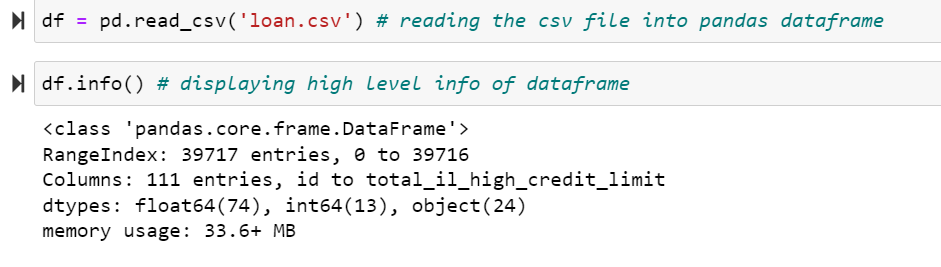 df = pd.read_csv('loan.csv') # reading the csv file into pandas dataframe
df.info() # displaying high level info of dataframe
<class 'pandas.core.frame.DataFrame'>
RangeIndex: 39717 entries, 0 to 39716
Columns: 111 entries, id to total_il_high_credit_limit
dtypes: float64(74), int64(13), object(24)
memory usage: 33.6+ MB